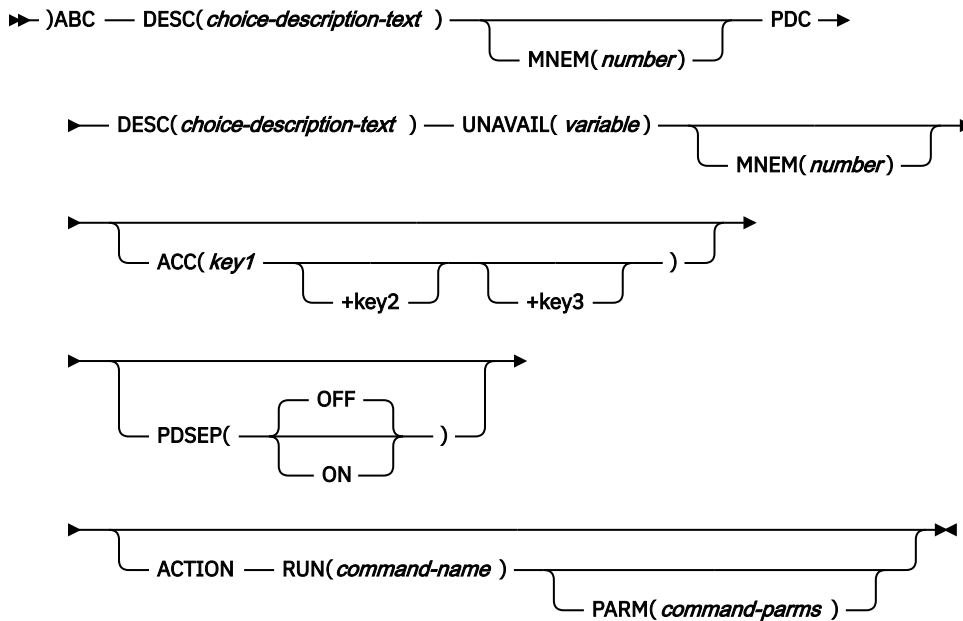 )ABC DESC( choice-description-text ) PDC
MNEM( number )
DESC( choice-description-text ) UNAVAIL( variable )
MNEM( number )
ACC( key1 )
+key2 +key3
OFF
PDSEP( )
ON
ACTION RUN( command-name )
PARM( command-parms )